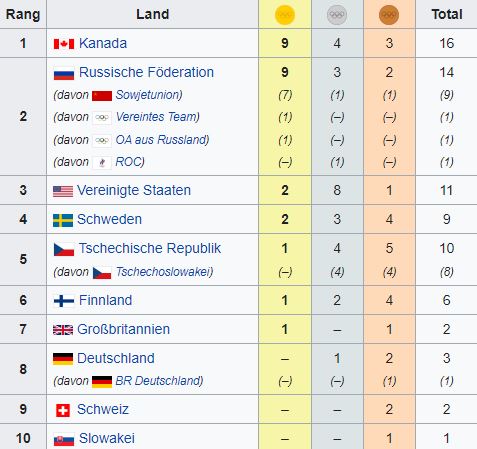 Rang Land Total
1 Kanada 9 4 3 16
Russische Föderation 9 3 2 14
(davon Sowjetunion) (7) (1) (1) (9)
2 (davon Vereintes Team) (1) (–) (–) (1)
(davon OA aus Russland) (1) (–) (–) (1)
(davon ROC) (–) (1) (–) (1)
3 Vereinigte Staaten 2 8 1 11
4 Schweden 2 3 4 9
5 Tschechische Republik 1 4 5 10
(davon Tschechoslowakei) (–) (4) (4) (8)
6 Finnland 1 2 4 6
7 Großbritannien 1 – 1 2
8 Deutschland – 1 2 3
(davon BR Deutschland) (–) (–) (1) (1)
9 Schweiz – – 2 2
10 Slowakei – – 1 1